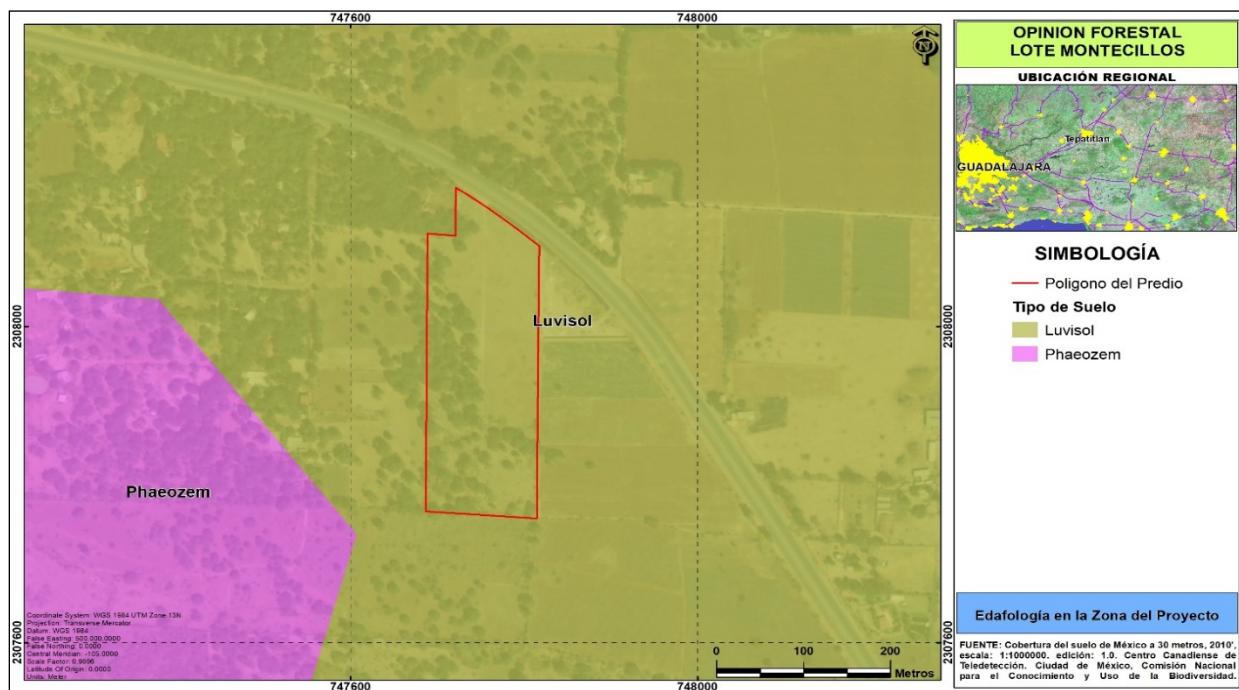 747600
748000
2308000
2308000
Luvisol
Phaeozem
Coordinate System: WGS 1984 UTM Zone 13N
Projection: Transverse Mercator
Datum: WGS 1984
False Easting: 500,000.0000
False Northing: 0.0000
Central Meridian: -105.0000
Scale Factor: 0.9996
Latitude Of Origin: 0.0000
Units: Meter
2307600
2307600
0 50 100 200
Metros
747600
748000
N
OPINION FORESTAL
LOTE MONTECILLOS
UBICACIÓN REGIONAL
Tepatitlan
GUADALAJARA
SIMBOLOGÍA
Poligono del Predio
Tipo de Suelo
Luvisol
Phaeozem
Edafología en la Zona del Proyecto
FUENTE: Cobertura del suelo de México a 30 metros, 2010',
escala: 1:1000000. edición: 1.0. Centro Canadiense de
Teledetección. Ciudad de México, Comisión Nacional
para el Conocimiento y Uso de la Biodiversidad.